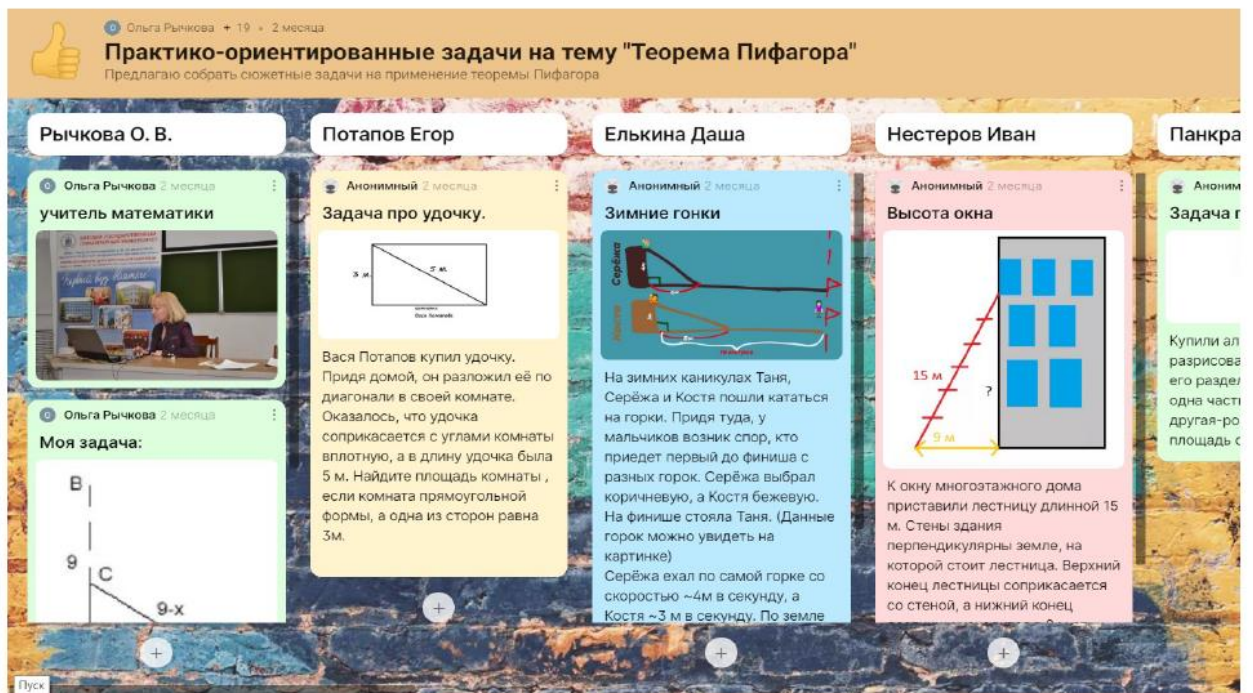 Ольга Рычкова + 19 • 2 месяца
Практико-ориентированные задачи на тему "Теорема Пифагора"
Предлагаю собрать сюжетные задачи на применение теоремы Пифагора
Рычкова О. В.
Ольга Рычкова 2 месяца
учитель математики
Ольга Рычкова 2 месяца
Моя задача:
B
9
C
9-x
Потапов Егор
Анонимный 2 месяца
Задача про удочку.
3 м.
5 м.
Вася Потапов купил удочку.
Придя домой, он разложил её по
диагонали в своей комнате.
Оказалось, что удочка
соприкасается с углами комнаты
вплотную, а в длину удочка была
5 м. Найдите площадь комнаты ,
если комната прямоугольной
формы, а одна из сторон равна
3м.
Елькина Даша
Анонимный 2 месяца
Зимние гонки
Серёжа
Костя
На зимних каникулах Таня,
Серёжа и Костя пошли кататься
на горки. Придя туда, у
мальчиков возник спор, кто
приедет первый до финиша с
разных горок. Серёжа выбрал
коричневую, а Костя бежевую.
На финише стояла Таня. (Данные
горок можно увидеть на
картинке)
Серёжа ехал по самой горке со
скоростью ~4м в секунду, а
Костя ~3 м в секунду. По земле
Нестеров Иван
Анонимный 2 месяца
Высота окна
15 м
?
9 м
К окну многоэтажного дома
приставили лестницу длинной 15
м. Стены здания
перпендикулярны земле, на
которой стоит лестница. Верхний
конец лестницы соприкасается
со стеной, а нижний конец
Панкра
Аноним
Задача п
Купили ал
разрисова
его раздел
одна часть
другая-ро
площадь с
Пуск